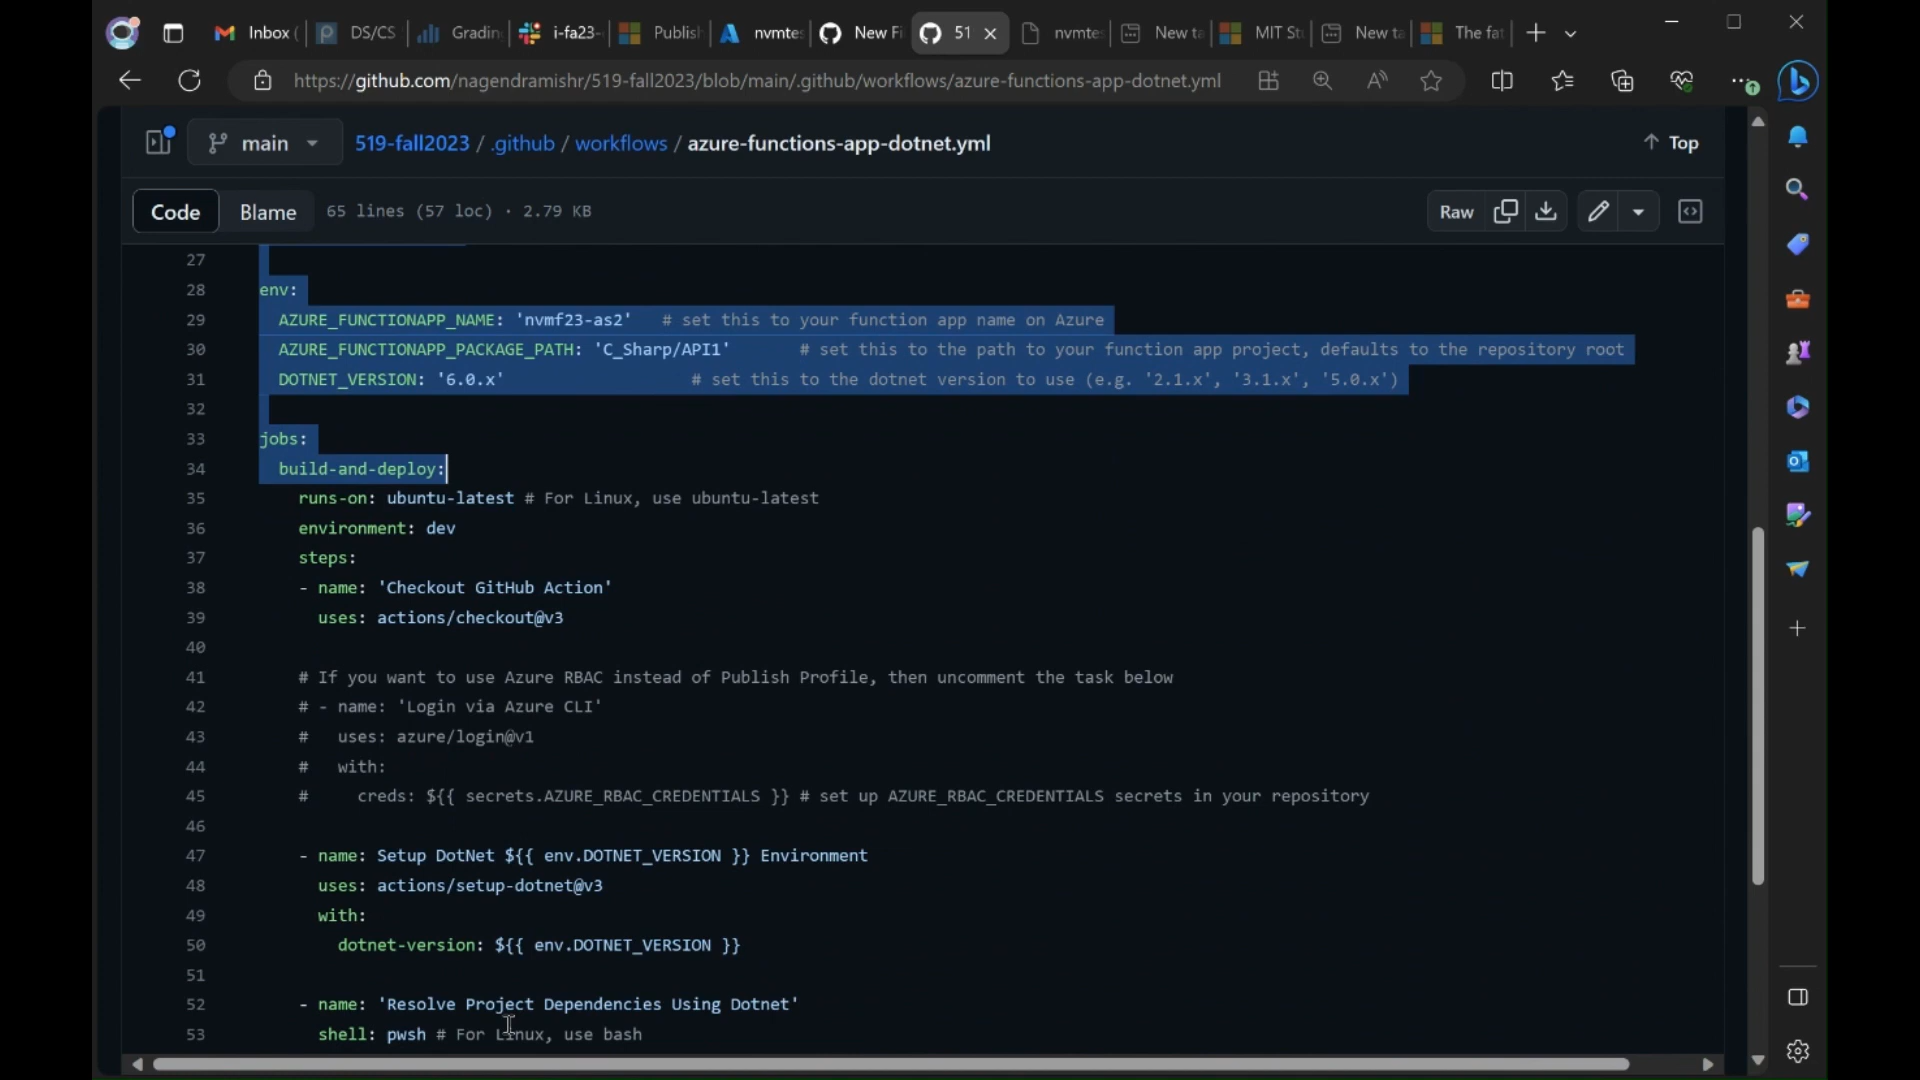 Inbox (
DS/CS
Gradin
i-fa23-
Publis
nvmtes
New Fi
51
nvmtes
New ta
MIT St
New ta
The fat
https://github.com/nagendramishr/519-fall2023/blob/main/.github/workflows/azure-functions-app-dotnet.yml
main
519-fall2023 / .github / workflows / azure-functions-app-dotnet.yml
Top
Code
Blame
65 lines (57 loc) · 2.79 KB
Raw
27
28 env:
29 AZURE_FUNCTIONAPP_NAME: 'nvmf23-as2' # set this to your function app name on Azure
30 AZURE_FUNCTIONAPP_PACKAGE_PATH: 'C_Sharp/API1' # set this to the path to your function app project, defaults to the repository root
31 DOTNET_VERSION: '6.0.x' # set this to the dotnet version to use (e.g. '2.1.x', '3.1.x', '5.0.x')
32
33 jobs:
34 build-and-deploy:
35 runs-on: ubuntu-latest # For Linux, use ubuntu-latest
36 environment: dev
37 steps:
38 - name: 'Checkout GitHub Action'
39 uses: actions/checkout@v3
40
41 # If you want to use Azure RBAC instead of Publish Profile, then uncomment the task below
42 # - name: 'Login via Azure CLI'
43 # uses: azure/login@v1
44 # with:
45 # creds: ${{ secrets.AZURE_RBAC_CREDENTIALS }} # set up AZURE_RBAC_CREDENTIALS secrets in your repository
46
47 - name: Setup DotNet ${{ env.DOTNET_VERSION }} Environment
48 uses: actions/setup-dotnet@v3
49 with:
50 dotnet-version: ${{ env.DOTNET_VERSION }}
51
52 - name: 'Resolve Project Dependencies Using Dotnet'
53 shell: pwsh # For Linux, use bash